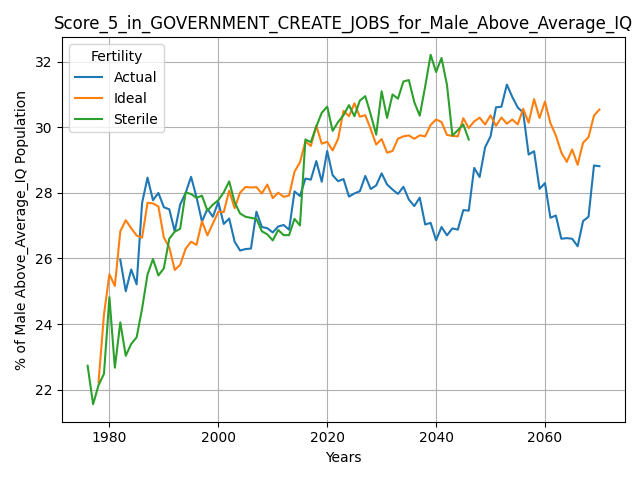 Score_5_in_GOVERNMENT_CREATE_JOBS_for_Male_Above_Average_IQ
Fertility
Actual
Ideal
Sterile
% of Male Above_Average_IQ Population
32
30
28
26
24
22
1980
2000
2020
2040
2060
Years